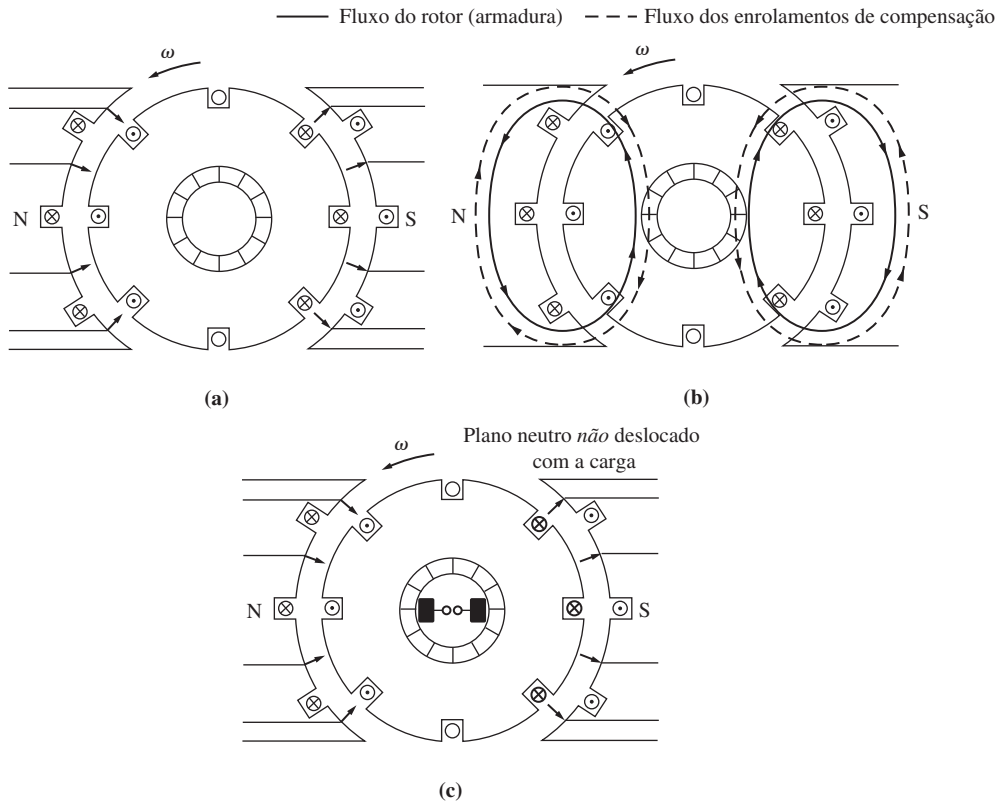 Fluxo do rotor (armadura) Fluxo dos enrolamentos de compensação
ω ω
N S N S
(a) (b)
ω Plano neutro não deslocado
com a carga
N S
(c)